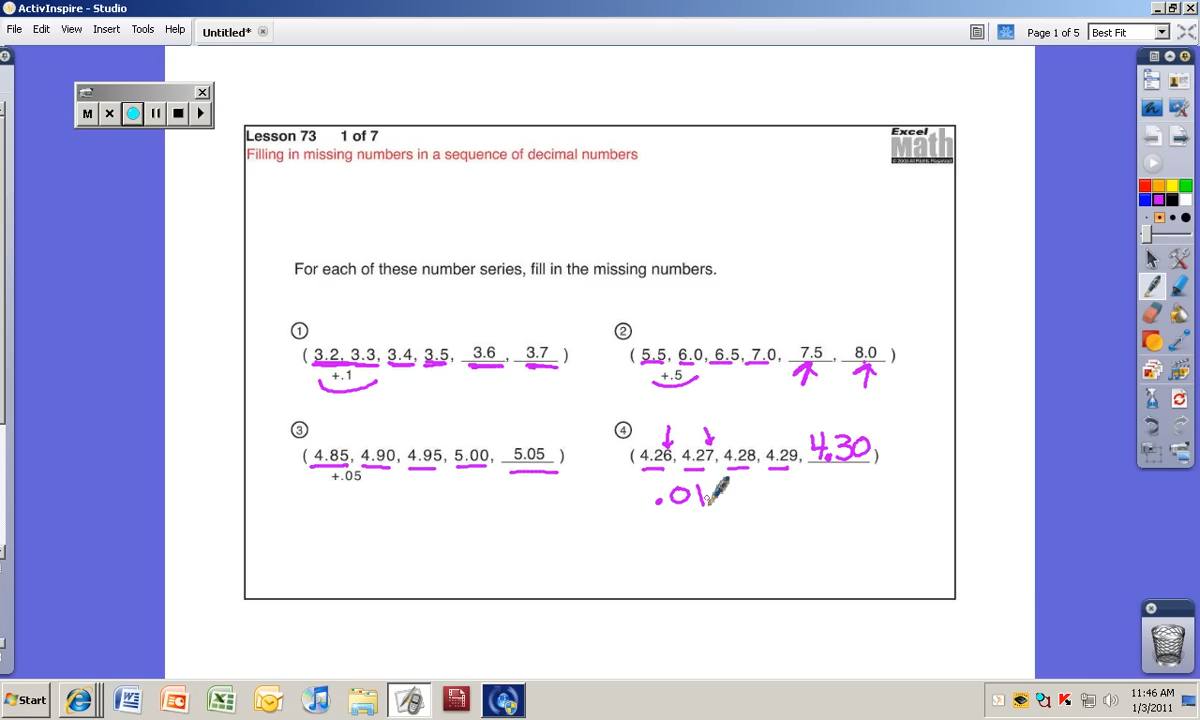 ActivInspire - Studio
File Edit View Insert Tools Help Untitled* Page 1 of 5 Best Fit
M
Lesson 73 1 of 7
Filling in missing numbers in a sequence of decimal numbers
Excel
Math
For each of these number series, fill in the missing numbers.
1
( 3.2, 3.3, 3.4, 3.5, 3.6, 3.7 )
+.1
2
( 5.5, 6.0, 6.5, 7.0, 7.5, 8.0 )
+.5
3
( 4.85, 4.90, 4.95, 5.00, 5.05 )
+.05
4
( 4.26, 4.27, 4.28, 4.29, 4.30 )
.01
Start
11:46 AM
1/3/2011